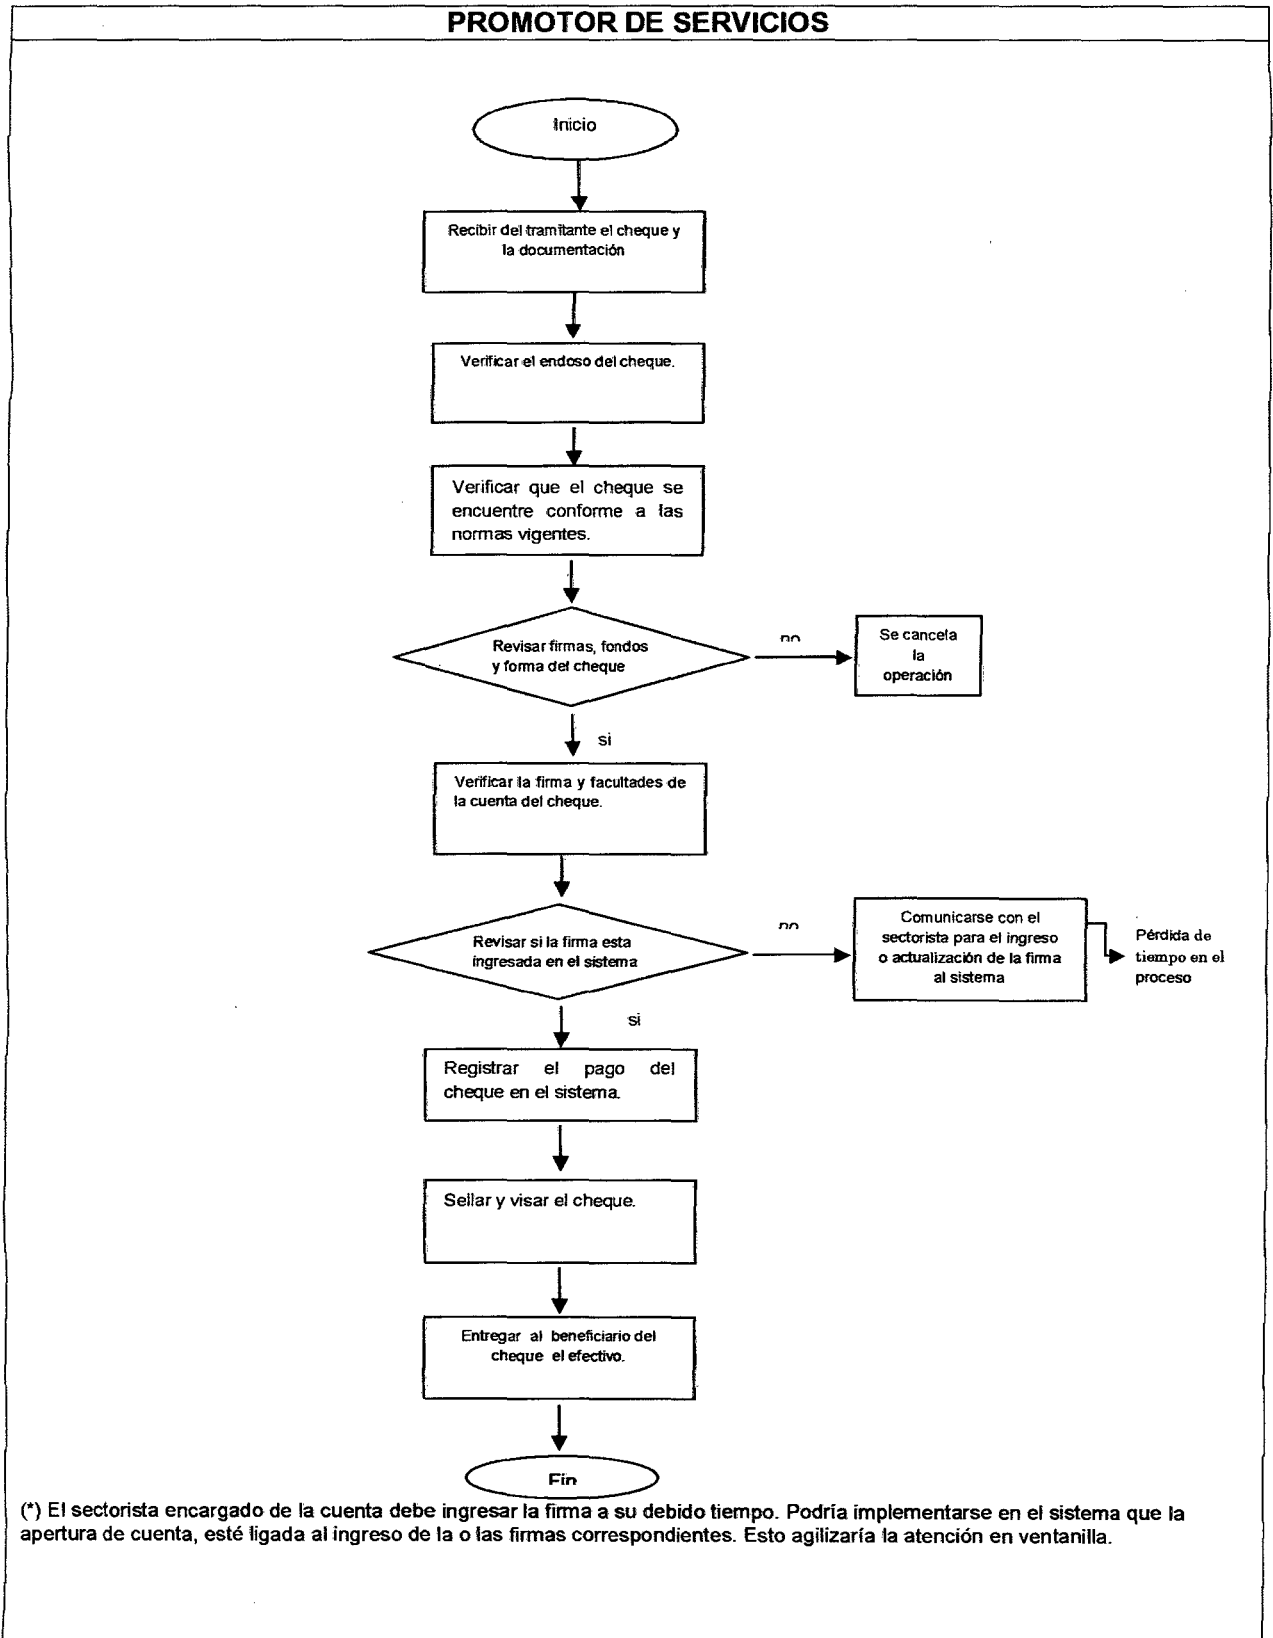 PROMOTOR DE SERVICIOS
Inicio
Recibir del tramitante el cheque y
la documentación
Verificar el endoso del cheque.
Verificar que el cheque se
encuentre conforme a las
normas vigentes.
Revisar firmas, fondos
y forma del cheque
no
Se cancela
la
operación
si
Verificar la firma y facultades de
la cuenta del cheque.
Revisar si la firma esta
ingresada en el sistema
no
Comunicarse con el
sectorista para el ingreso
o actualización de la firma
al sistema
Pérdida de
tiempo en el
proceso
si
Registrar el pago del
cheque en el sistema.
Sellar y visar el cheque.
Entregar al beneficiario del
cheque el efectivo.
Fin
(*) El sectorista encargado de la cuenta debe ingresar la firma a su debido tiempo. Podría implementarse en el sistema que la
apertura de cuenta, esté ligada al ingreso de la o las firmas correspondientes. Esto agilizaría la atención en ventanilla.